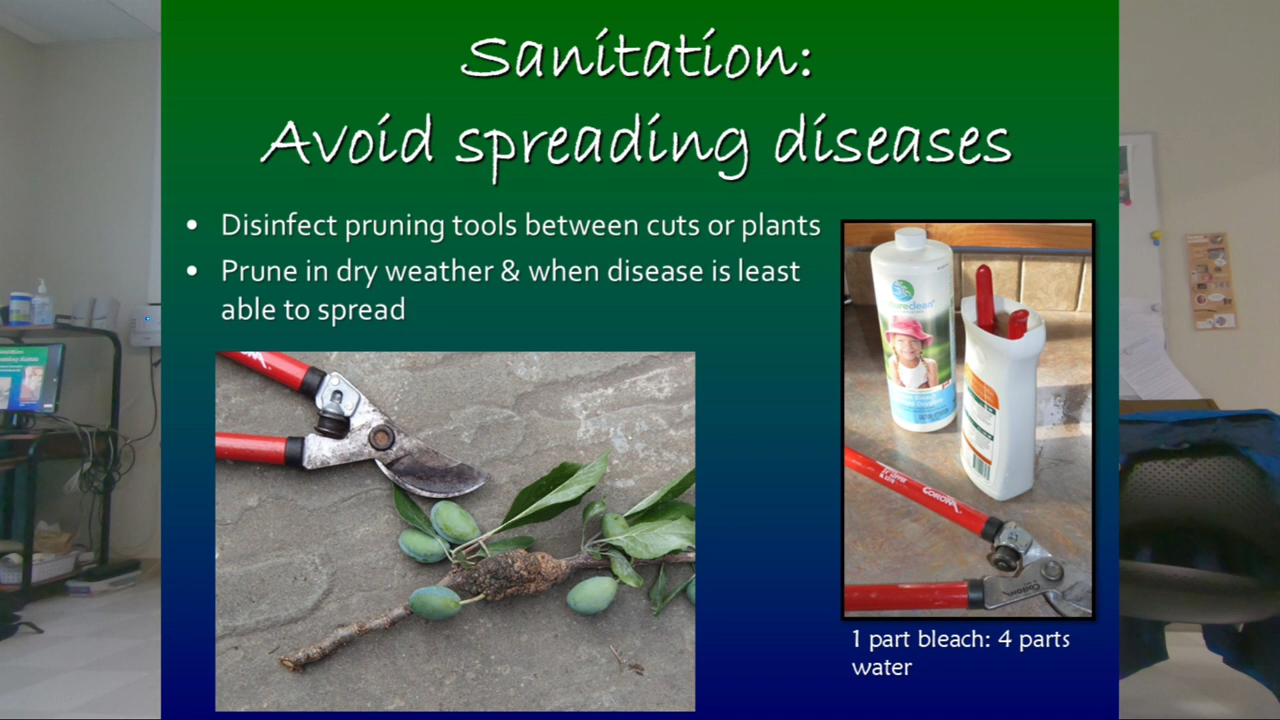 Sanitation:
Avoid spreading diseases
• Disinfect pruning tools between cuts or plants
• Prune in dry weather & when disease is least
able to spread
CORONA
1 part bleach: 4 parts
water